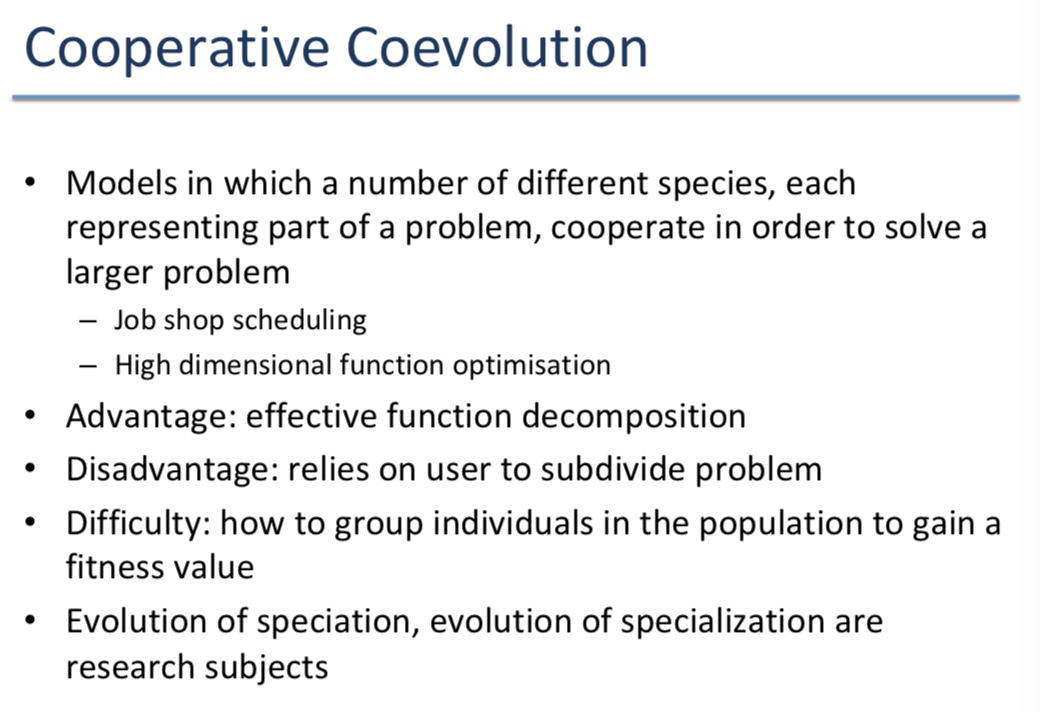 Cooperative Coevolution
• Models in which a number of different species, each
representing part of a problem, cooperate in order to solve a
larger problem
– Job shop scheduling
– High dimensional function optimisation
• Advantage: effective function decomposition
• Disadvantage: relies on user to subdivide problem
• Difficulty: how to group individuals in the population to gain a
fitness value
• Evolution of speciation, evolution of specialization are
research subjects